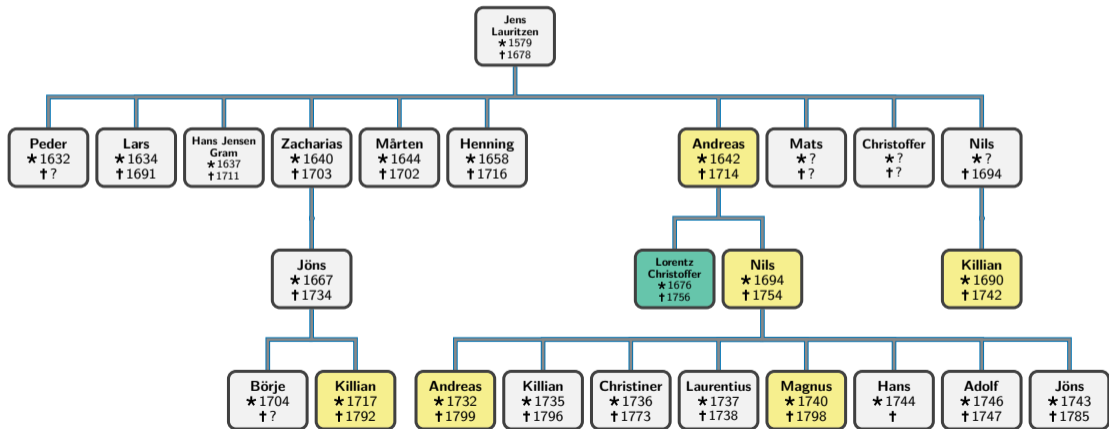 Jens
Lauritzen
★ 1579
† 1678
Peder
★ 1632
† ?
Lars
★ 1634
† 1691
Hans Jensen
Gram
★ 1637
† 1711
Zacharias
★ 1640
† 1703
Mårten
★ 1644
† 1702
Henning
★ 1658
† 1716
Andreas
★ 1642
† 1714
Mats
★ ?
† ?
Christoffer
★ ?
† ?
Nils
★ ?
† 1694
Jöns
★ 1667
† 1734
Lorentz
Christoffer
★ 1676
† 1756
Nils
★ 1694
† 1754
Killian
★ 1690
† 1742
Börje
★ 1704
† ?
Killian
★ 1717
† 1792
Andreas
★ 1732
† 1799
Killian
★ 1735
† 1796
Christiner
★ 1736
† 1773
Laurentius
★ 1737
† 1738
Magnus
★ 1740
† 1798
Hans
★ 1744
†
Adolf
★ 1746
† 1747
Jöns
★ 1743
† 1785